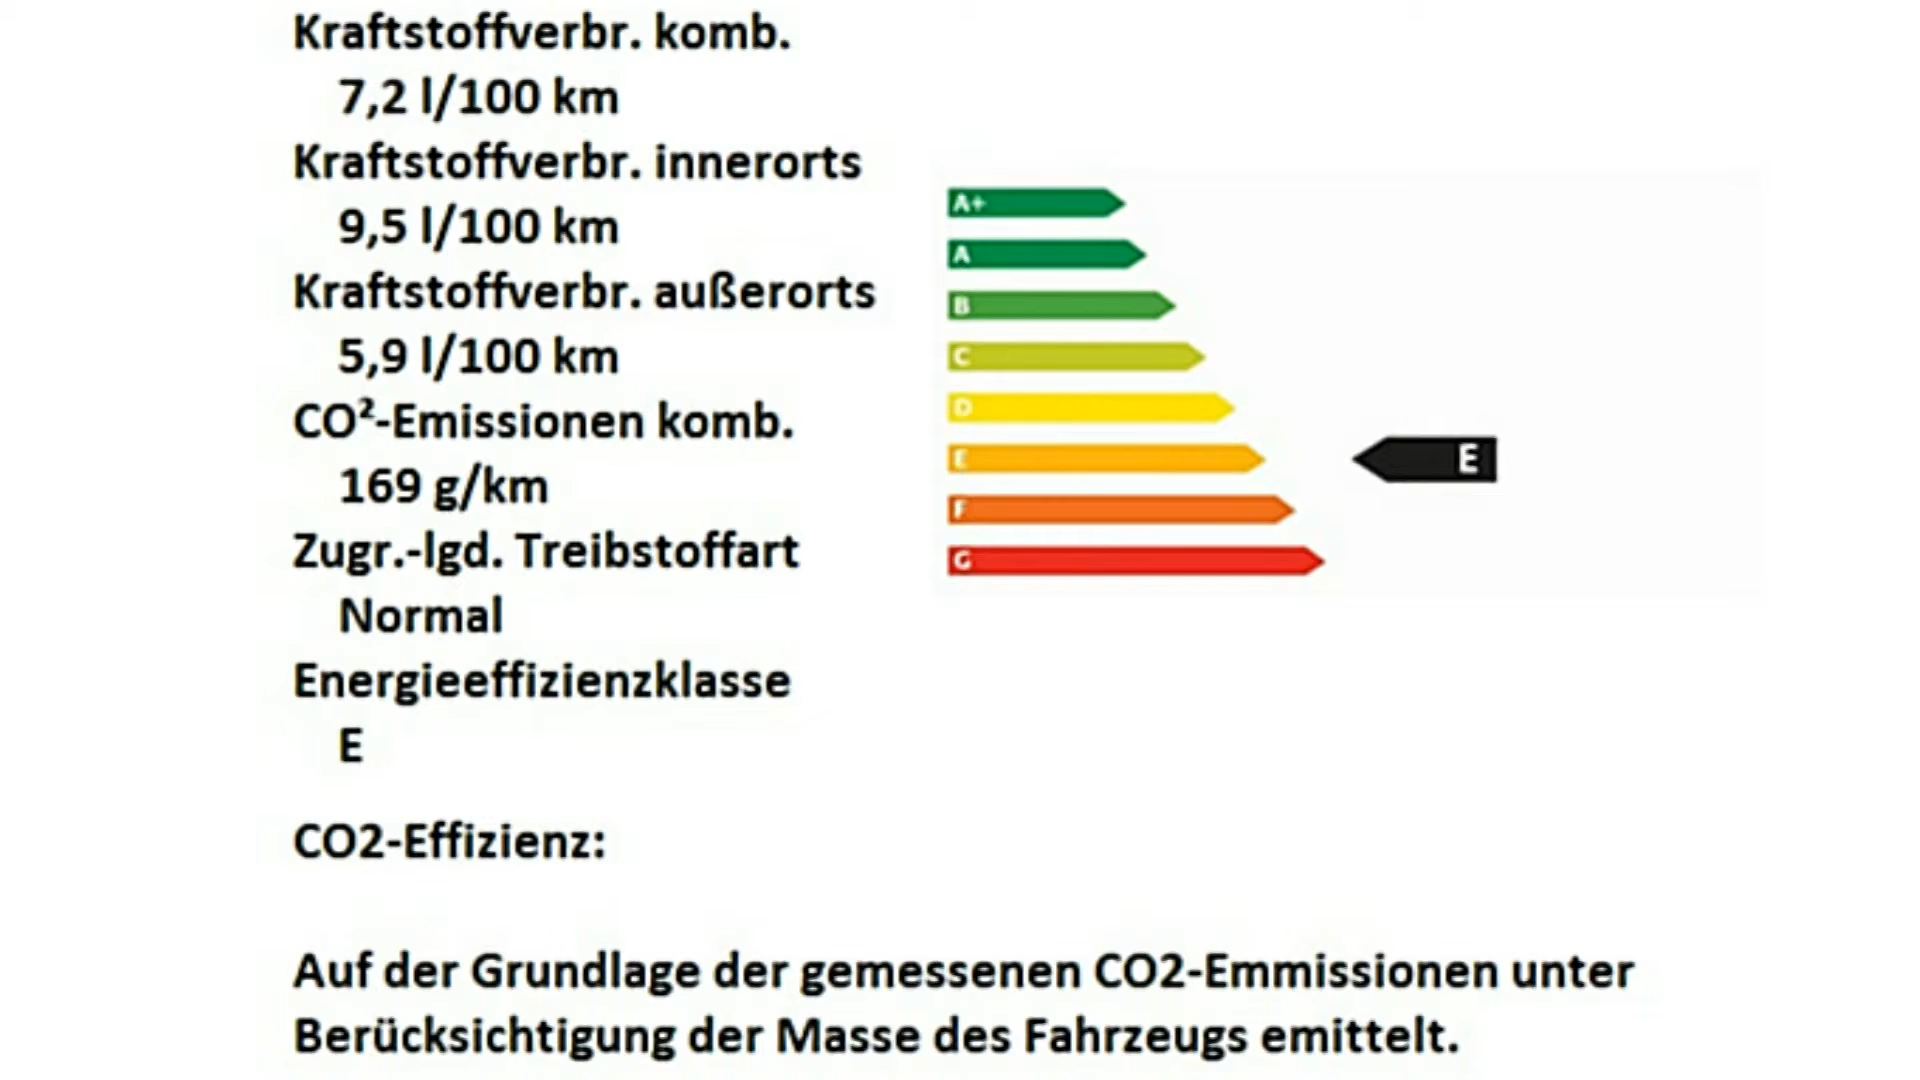 Kraftstoffverbr. komb.
7,2 l/100 km
Kraftstoffverbr. innerorts
9,5 l/100 km
Kraftstoffverbr. außerorts
5,9 l/100 km
CO²-Emissionen komb.
169 g/km
Zugr.-lgd. Treibstoffart
Normal
Energieeffizienzklasse
E
A+
A
B
C
D
E
E
F
G
CO2-Effizienz:
Auf der Grundlage der gemessenen CO2-Emmissionen unter
Berücksichtigung der Masse des Fahrzeugs emittelt.